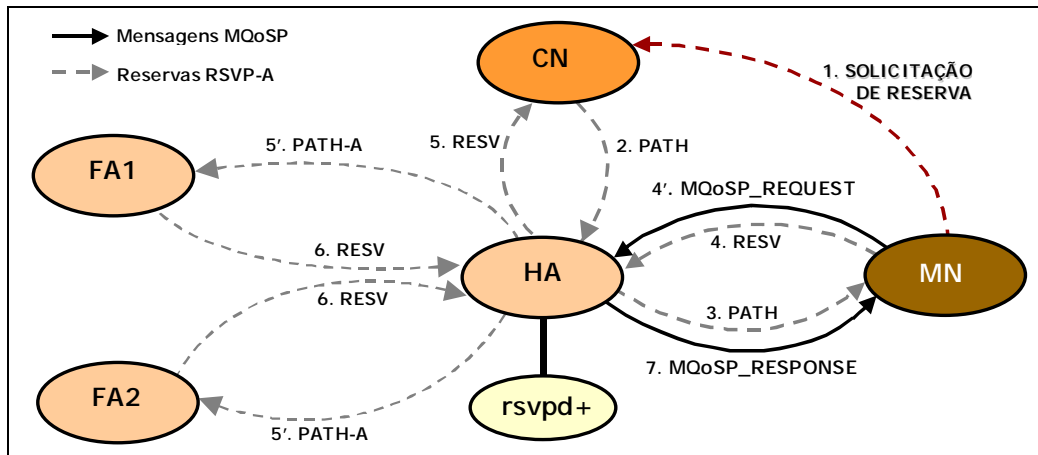 Mensagens MQoSP
Reservas RSVP-A
CN
1. SOLICITAÇÃO
DE RESERVA
5'. PATH-A
5. RESV
2. PATH
FA1
4'. MQoSP_REQUEST
4. RESV
6. RESV
HA
MN
6. RESV
3. PATH
7. MQoSP_RESPONSE
FA2
rsvpd+
5'. PATH-A